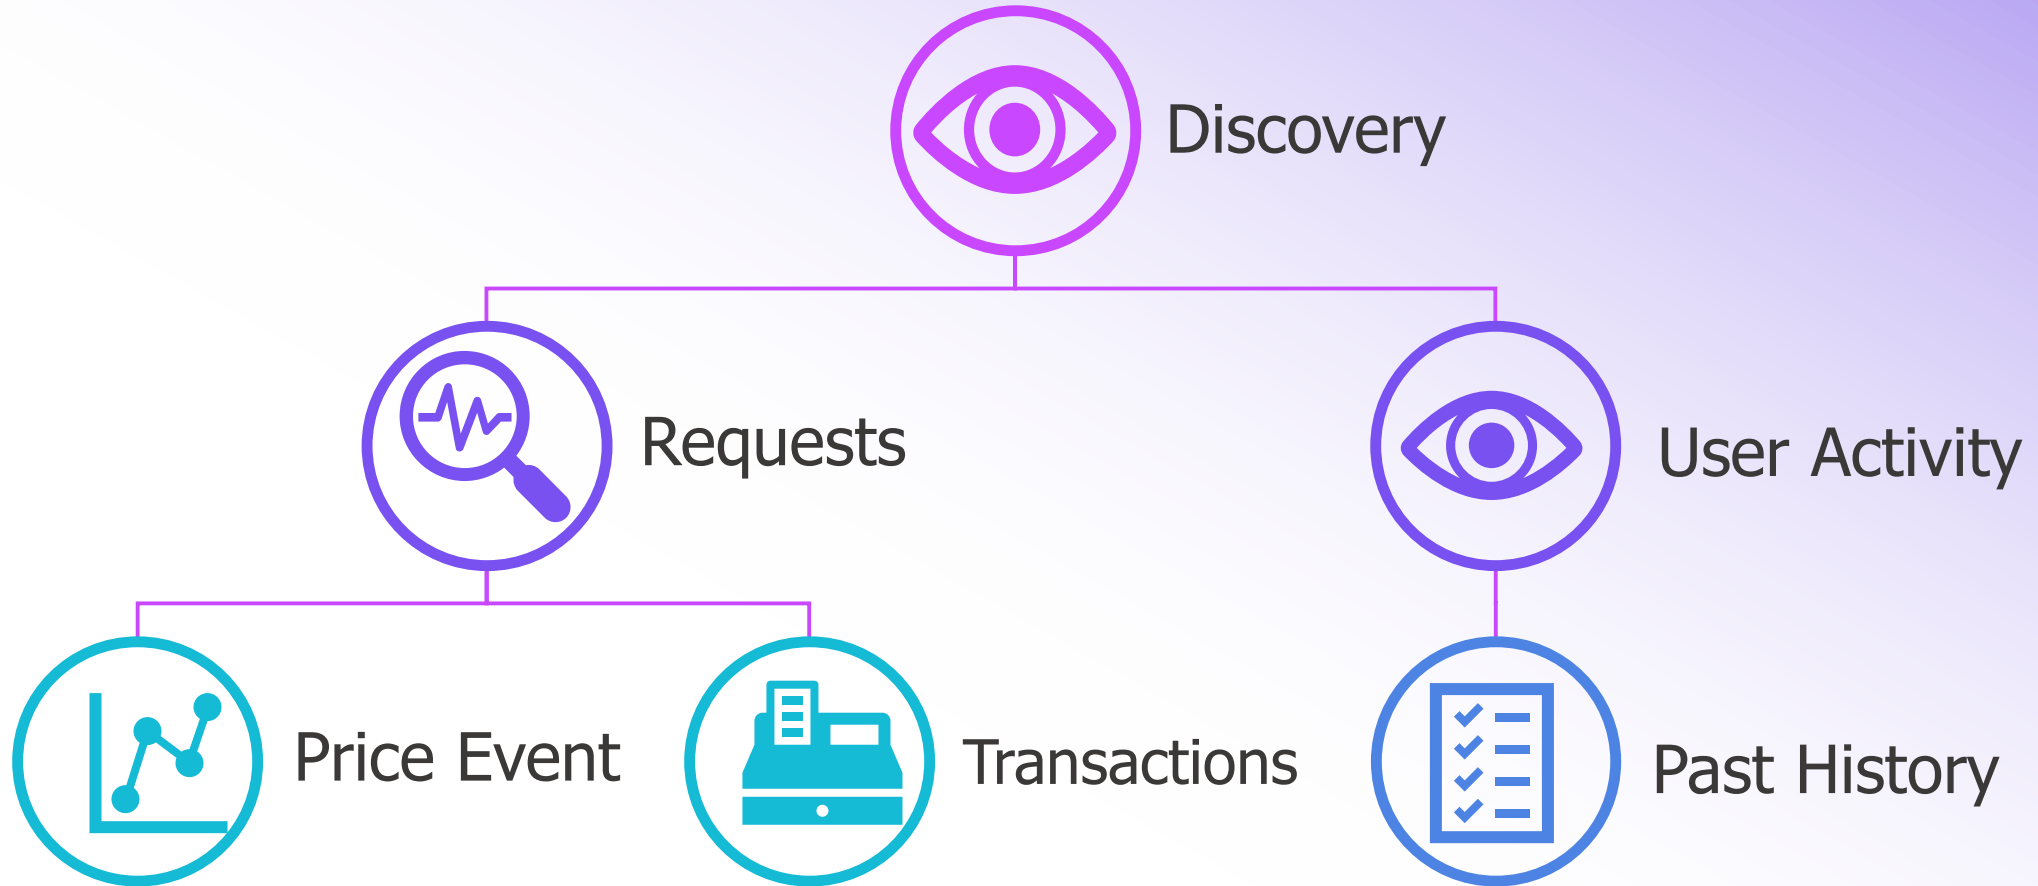 Discovery
Requests
User Activity
Price Event
Transactions
Past History